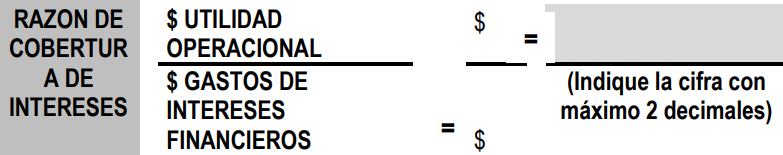 RAZON DE
COBERTUR
A DE
INTERESES
$ UTILIDAD
OPERACIONAL
$ GASTOS DE
INTERESES
FINANCIEROS
=
$
$
=
(Indique la cifra con
máximo 2 decimales)